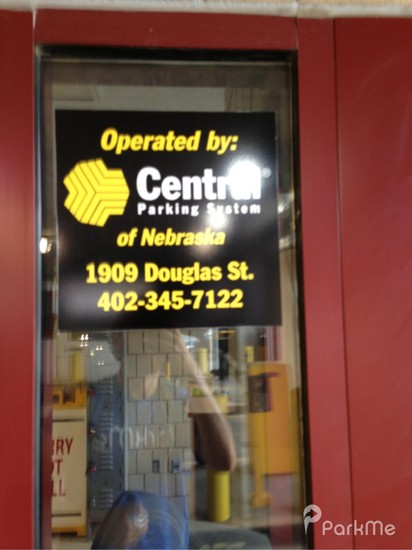 Operated by:
Central®
Parking System
of Nebraska
1909 Douglas St.
402-345-7122
ParkMe